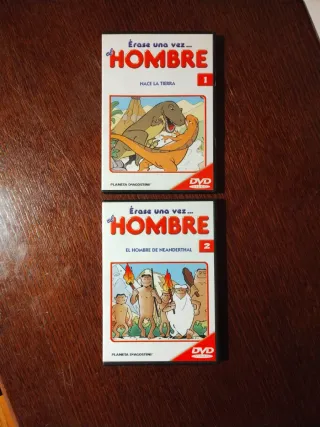 Érase una vez...
el HOMBRE
1
NACE LA TIERRA
PLANETA DEAGOSTINI
DVD
Érase una vez...
el HOMBRE
2
EL HOMBRE DE NEANDERTHAL
PLANETA DEAGOSTINI
DVD